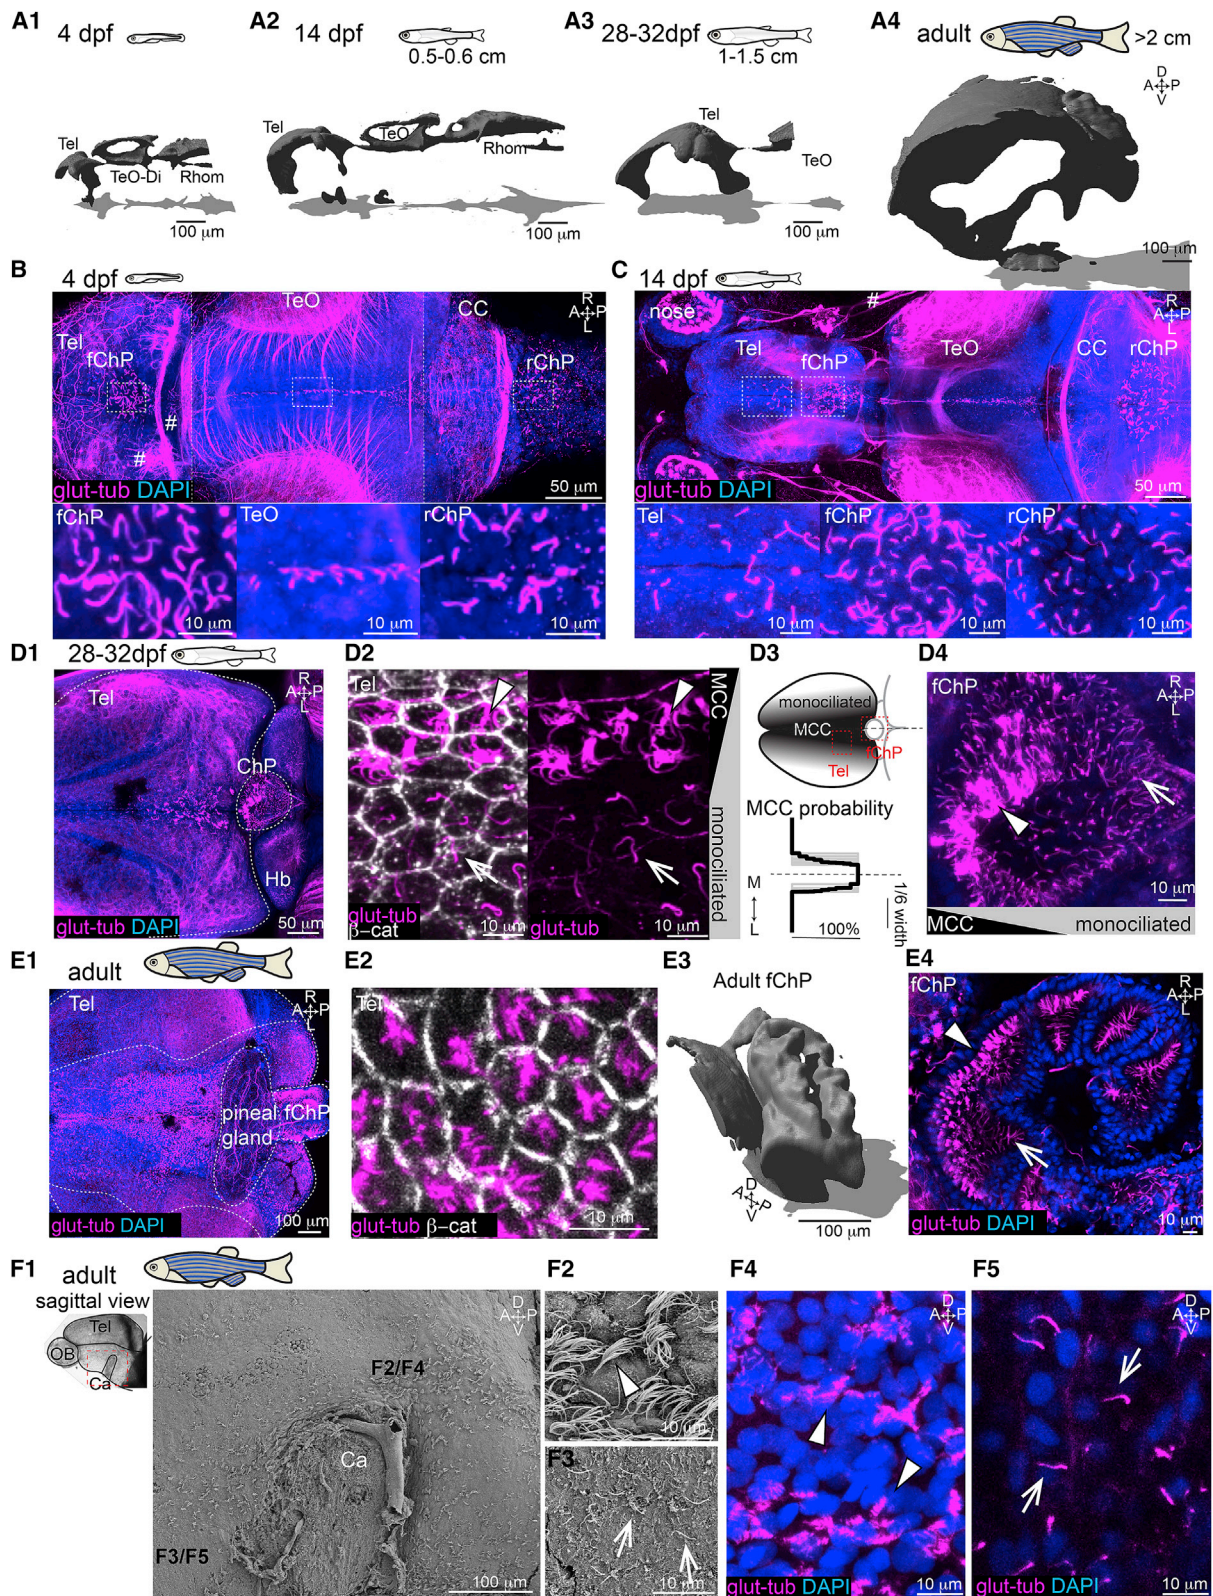 A1
4 dpf
A2
14 dpf
0.5-0.6 cm
A3
28-32dpf
1-1.5 cm
A4
adult
>2 cm
D
A P
V
Tel
TeO-Di
Rhom
100 μm
Tel
TeO
Rhom
100 μm
Tel
TeO
100 μm
100 μm
B
4 dpf
TeO
CC
R
A P
L
Tel
fChP
rChP
#
#
glut-tub DAPI
50 μm
fChP
TeO
rChP
10 μm
10 μm
10 μm
C
14 dpf
#
R
A P
L
nose
Tel
fChP
TeO
CC
rChP
glut-tub DAPI
50 μm
Tel
fChP
rChP
10 μm
10 μm
10 μm
D1
28-32dpf
Tel
R
A P
L
ChP
Hb
glut-tub DAPI
50 μm
D2
Tel
MCC
monociliated
glut-tub
β-cat
10 μm
glut-tub
10 μm
D3
monociliated
MCC
fChP
Tel
MCC probability
M
L
100%
1/6 width
D4
fChP
R
A P
L
10 μm
MCC
monociliated
E1
adult
Tel
R
A P
L
pineal
gland
fChP
glut-tub DAPI
100 μm
E2
Tel
glut-tub β-cat
10 μm
E3
Adult fChP
D
A P
V
100 μm
E4
fChP
R
A P
L
glut-tub DAPI
10 μm
F1
adult
sagittal view
Tel
OB
Ca
D
A P
V
F2/F4
Ca
F3/F5
100 μm
F2
10 μm
F3
10 μm
F4
D
A P
V
glut-tub DAPI
10 μm
F5
D
A P
V
glut-tub DAPI
10 μm